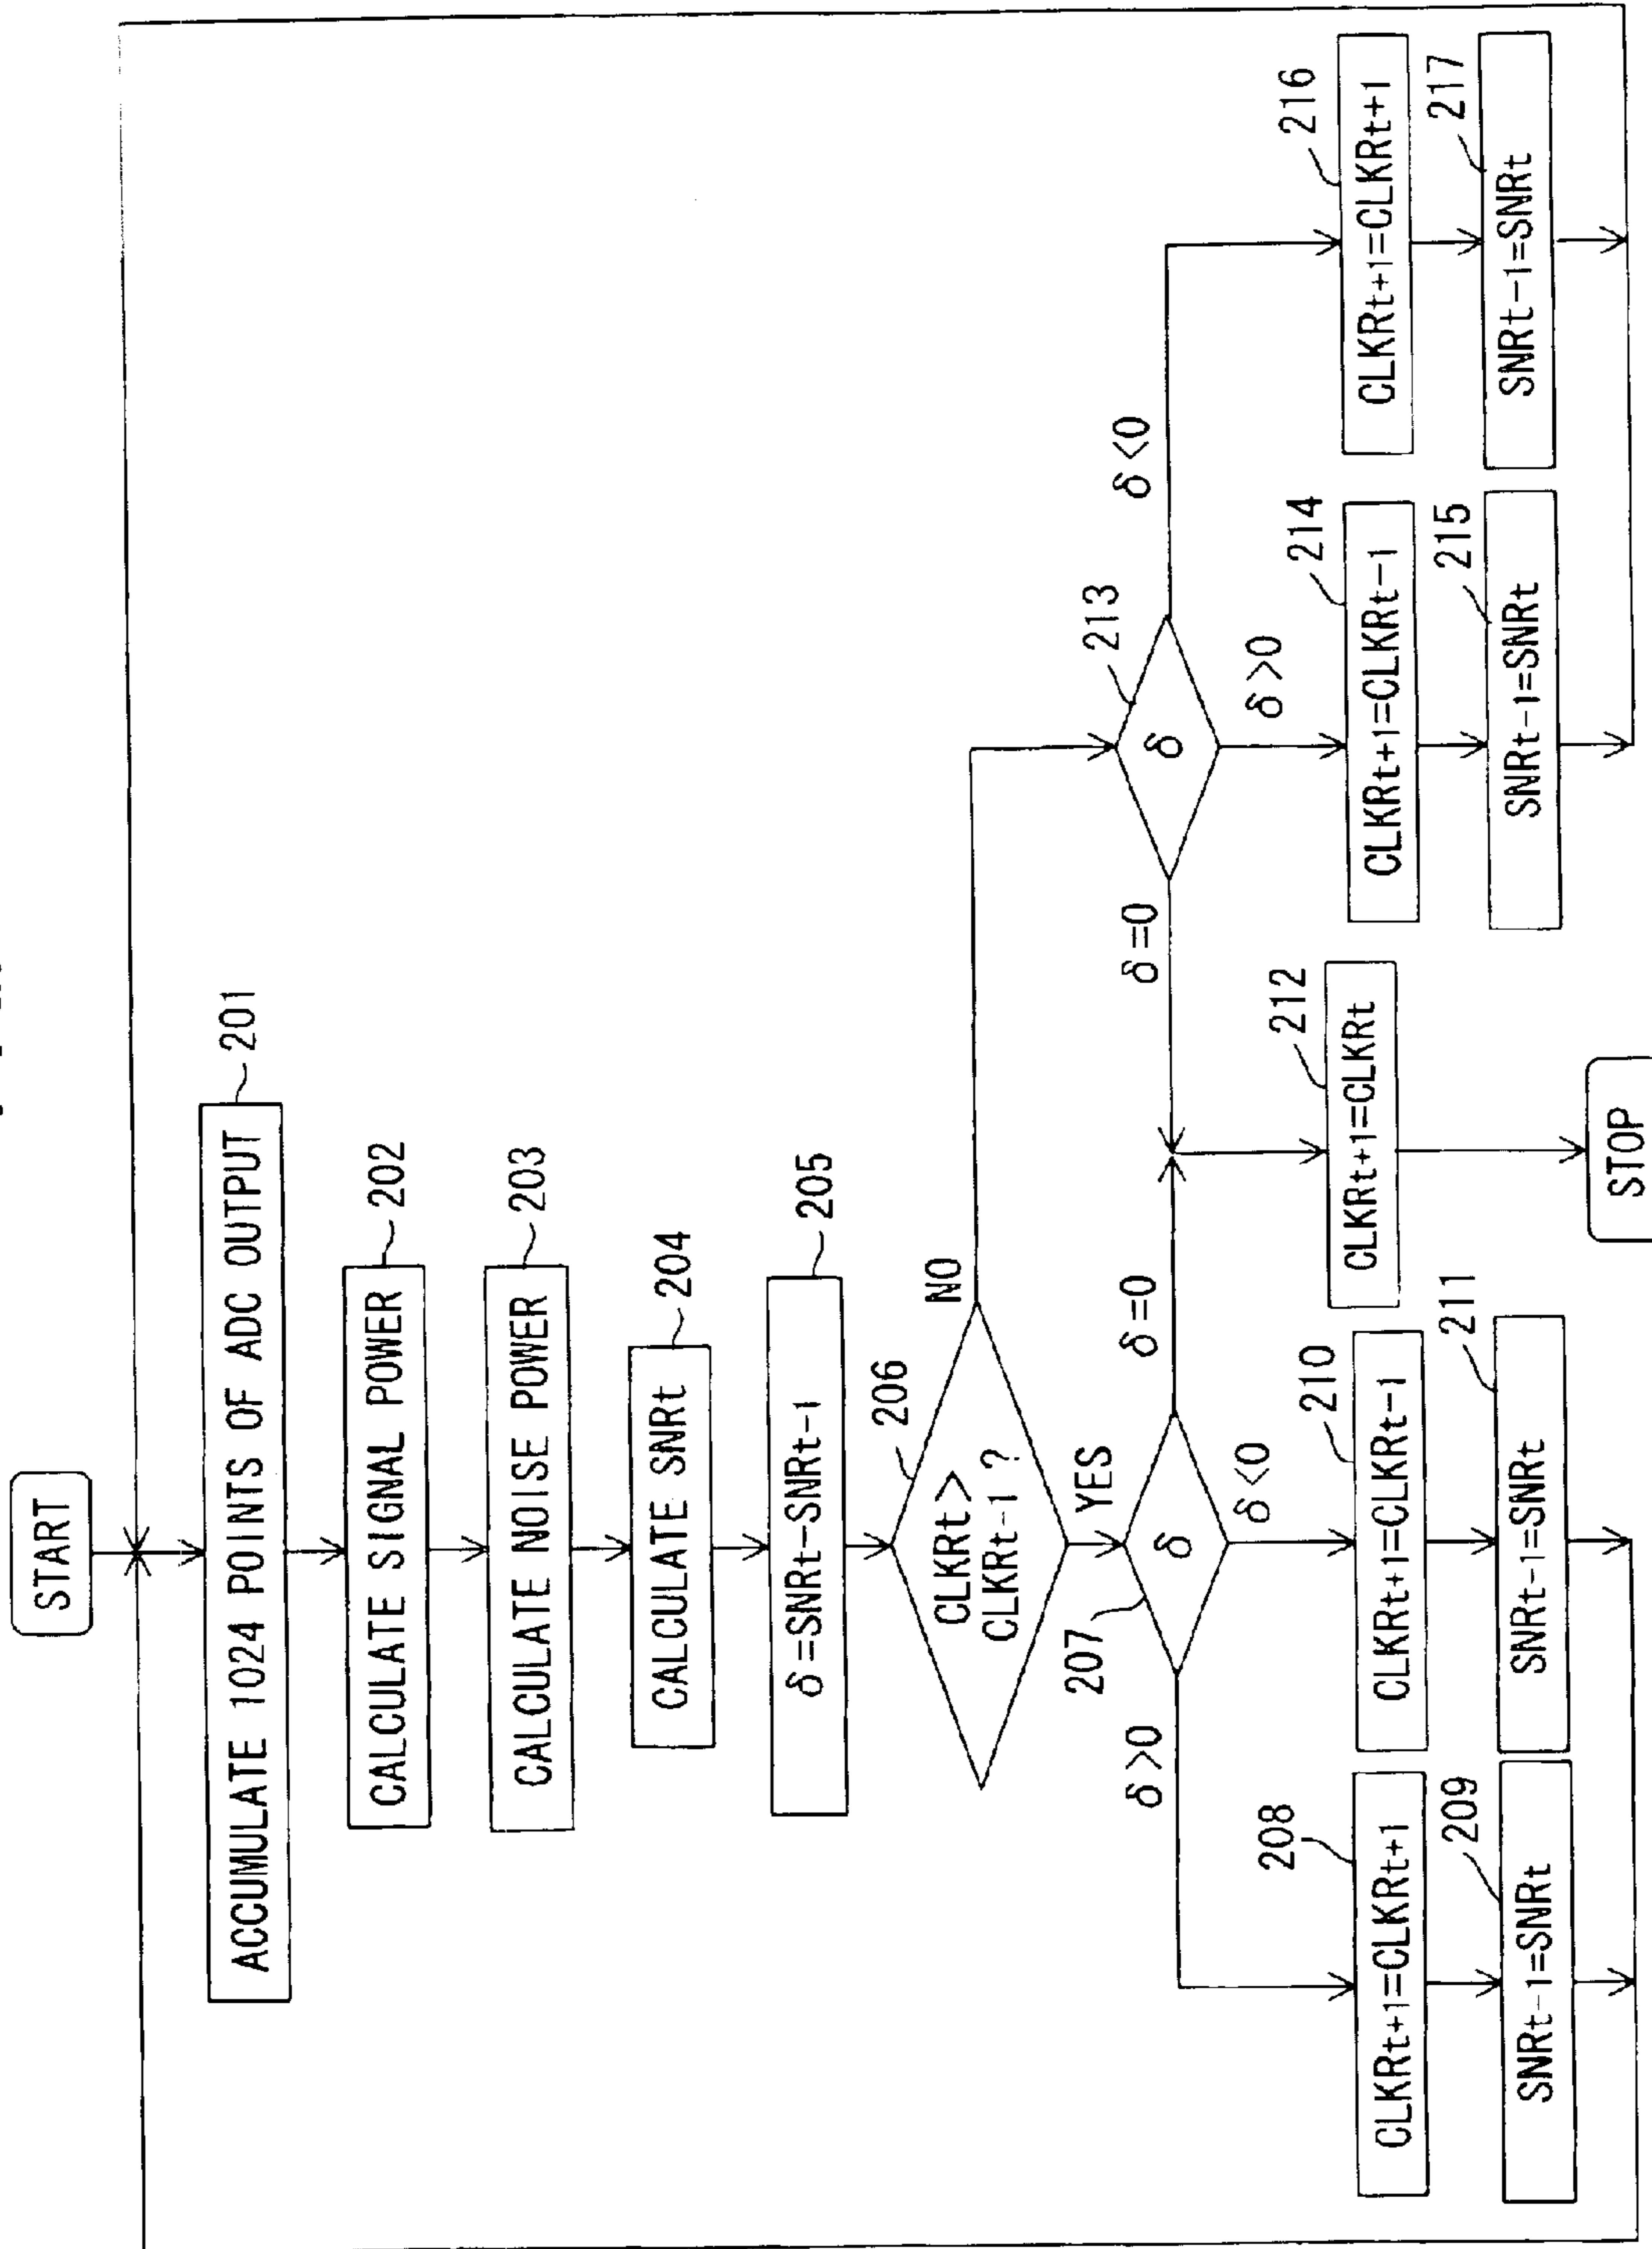 START
ACCUMULATE 1024 POINTS OF ADC OUTPUT
201
CALCULATE SIGNAL POWER
202
CALCULATE NOISE POWER
203
CALCULATE SNRt
204
δ=SNRt-SNRt-1
205
206
CLKRt>
CLKRt-1 ?
NO
YES
207
δ
δ>0
δ<0
δ=0
213
δ
δ=0
δ>0
δ<0
208
CLKRt+1=CLKRt+1
209
SNRt-1=SNRt
210
CLKRt+1=CLKRt-1
211
SNRt-1=SNRt
212
CLKRt+1=CLKRt
STOP
214
CLKRt+1=CLKRt-1
215
SNRt-1=SNRt
216
CLKRt+1=CLKRt+1
217
SNRt-1=SNRt